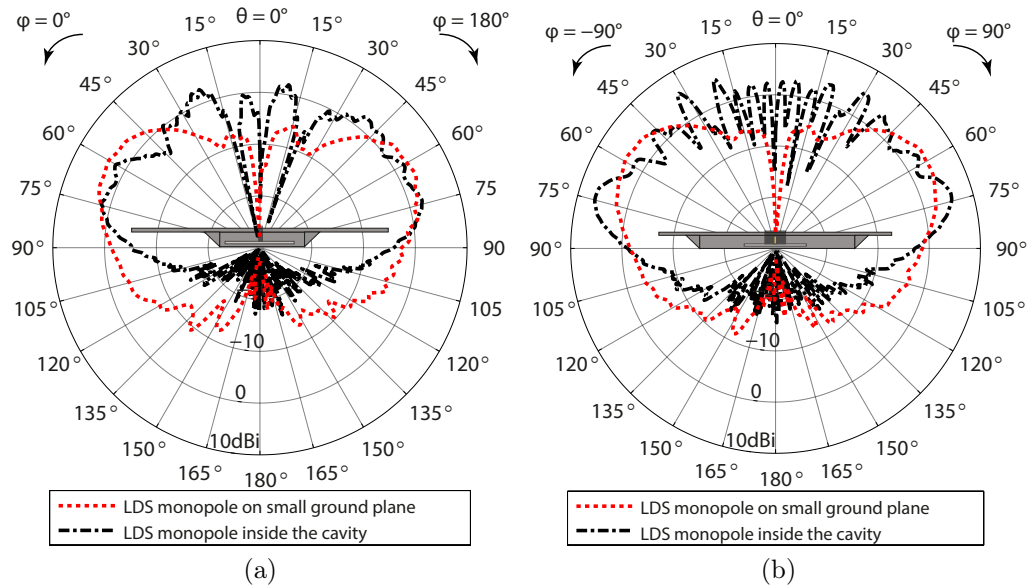 φ = 0° θ = 0° φ = 180°
15° 15°
30° 30°
45° 45°
60° 60°
75° 75
90° 90
105° 105
120° 120°
135° 135°
150° 150°
165° 165°
180°
−10
0
10dBi
LDS monopole on small ground plane
LDS monopole inside the cavity
(a)
φ = −90° θ = 0° φ = 90°
15° 15°
30° 30°
45° 45°
60° 60°
75° 75
90° 90
105° 105
120° 120°
135° 135°
150° 150°
165° 165°
180°
−10
0
10dBi
LDS monopole on small ground plane
LDS monopole inside the cavity
(b)